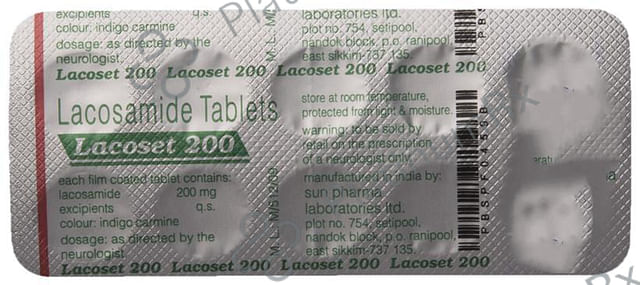 excipients q.s.
colour: indigo carmine
dosage: as directed by the
neurologist.
laboratories ltd.
plot no. 754, setipool,
nandok block, p.o. ranipool,
east sikkim-737 135.
Lacoset 200 Lacoset 200 Lacoset 200 Lacoset 200
Lacosamide Tablets
Lacoset 200
store at room temperature,
protected from light & moisture.
warning: to be sold by
retail on the prescription
of a neurologist only.
each film coated tablet contains:
lacosamide 200 mg
excipients q.s.
colour: indigo carmine
dosage: as directed by the
neurologist.
M. L.: M/51/2/09
manufactured in india by:
sun pharma
laboratories ltd.
plot no. 754, setipool,
nandok block, p.o. ranipool,
east sikkim-737 135.
Lacoset 200 Lacoset 200 Lacoset 200 Lacoset 200